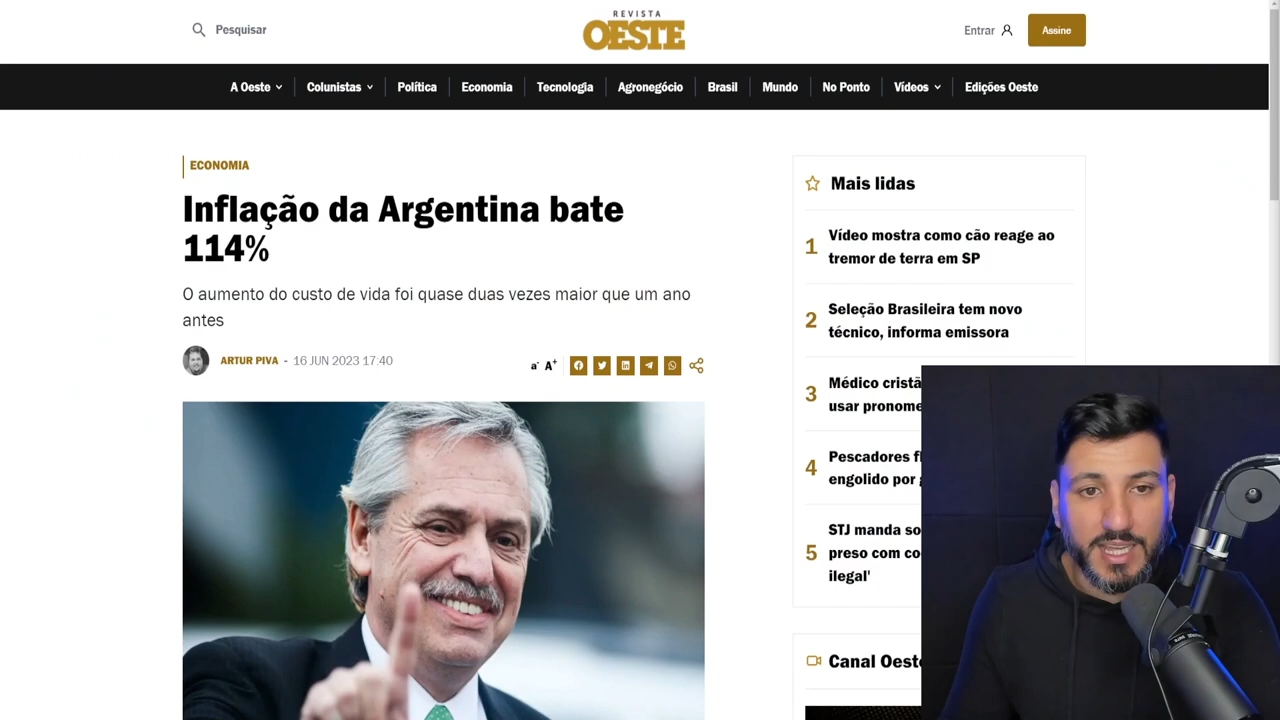 Pesquisar
REVISTA
OESTE
Entrar
Assine
A Oeste
Colunistas
Política
Economia
Tecnologia
Agronegócio
Brasil
Mundo
No Ponto
Vídeos
Edições Oeste
ECONOMIA
Inflação da Argentina bate
114%
O aumento do custo de vida foi quase duas vezes maior que um ano
antes
ARTUR PIVA - 16 JUN 2023 17:40
a- A+
Mais lidas
1
Vídeo mostra como cão reage ao
tremor de terra em SP
2
Seleção Brasileira tem novo
técnico, informa emissora
3
Médico cristã
usar pronome
4
Pescadores f
engolido por
5
STJ manda so
preso com co
ilegal'
Canal Oeste